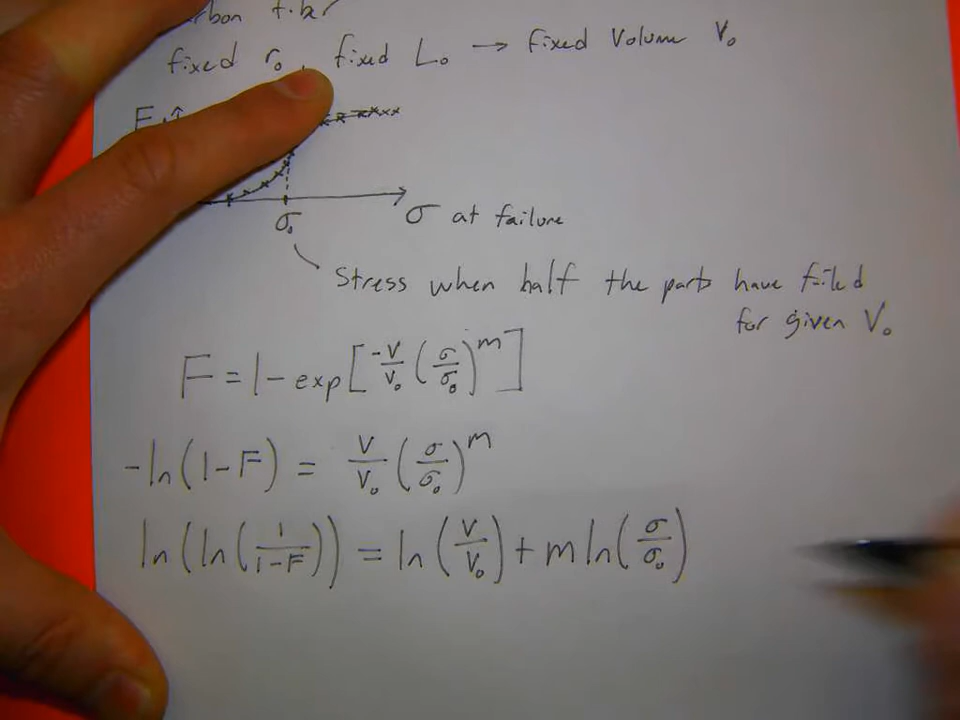 fixed r₀, fixed L₀ → fixed Volume V₀
F
σ₀
σ at failure
Stress when half the parts have failed
for given V₀
F = 1 - exp[-V/V₀ (σ/σ₀)^m]
-ln(1-F) = V/V₀ (σ/σ₀)^m
ln(ln(1/(1-F))) = ln(V/V₀) + m ln(σ/σ₀)